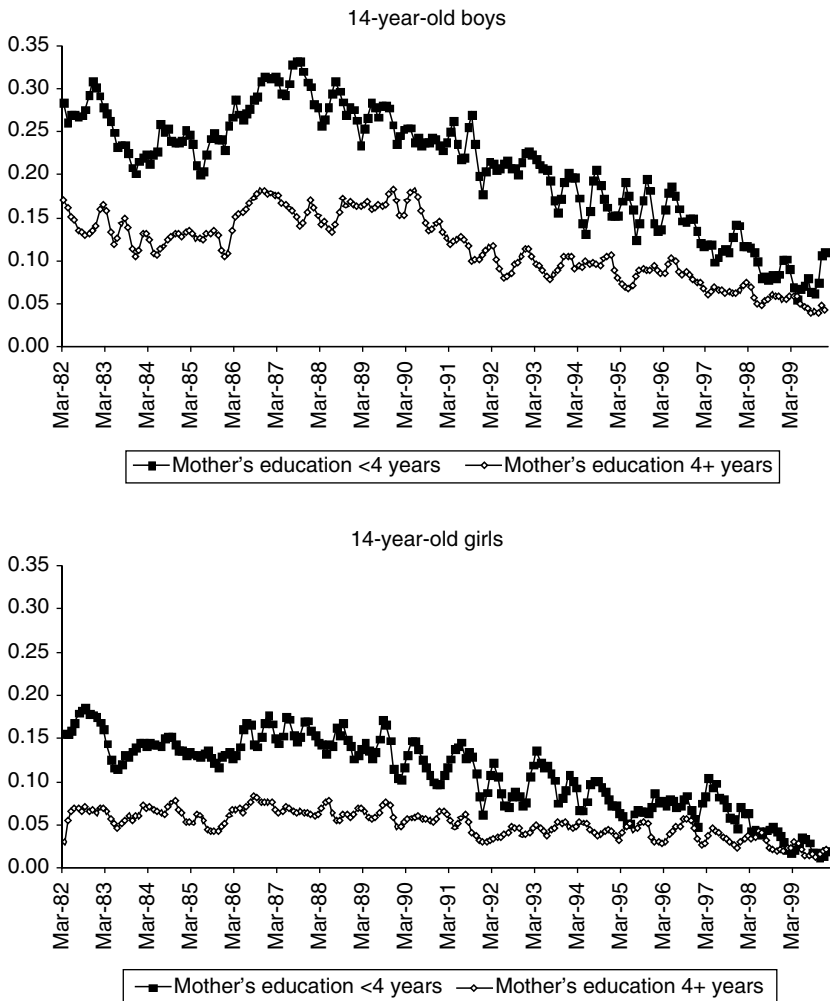 14-year-old boys
0.35
0.30
0.25
0.20
0.15
0.10
0.05
0.00
Mar-82
Mar-83
Mar-84
Mar-85
Mar-86
Mar-87
Mar-88
Mar-89
Mar-90
Mar-91
Mar-92
Mar-93
Mar-94
Mar-95
Mar-96
Mar-97
Mar-98
Mar-99
Mother's education <4 years Mother's education 4+ years
14-year-old girls
0.35
0.30
0.25
0.20
0.15
0.10
0.05
0.00
Mar-82
Mar-83
Mar-84
Mar-85
Mar-86
Mar-87
Mar-88
Mar-89
Mar-90
Mar-91
Mar-92
Mar-93
Mar-94
Mar-95
Mar-96
Mar-97
Mar-98
Mar-99
Mother's education <4 years Mother's education 4+ years